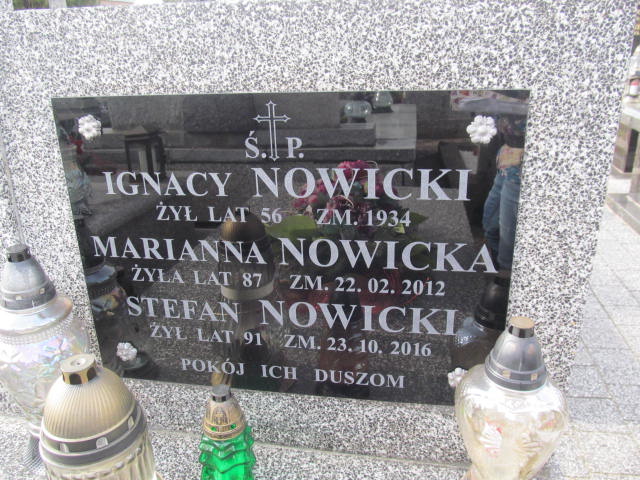 Ś. P.
IGNACY NOWICKI
ŻYŁ LAT 56 ZM. 1934
MARIANNA NOWICKA
ŻYŁA LAT 87 ZM. 22. 02. 2012
STEFAN NOWICKI
ŻYŁ LAT 91 ZM. 23. 10. 2016
POKÓJ ICH DUSZOM